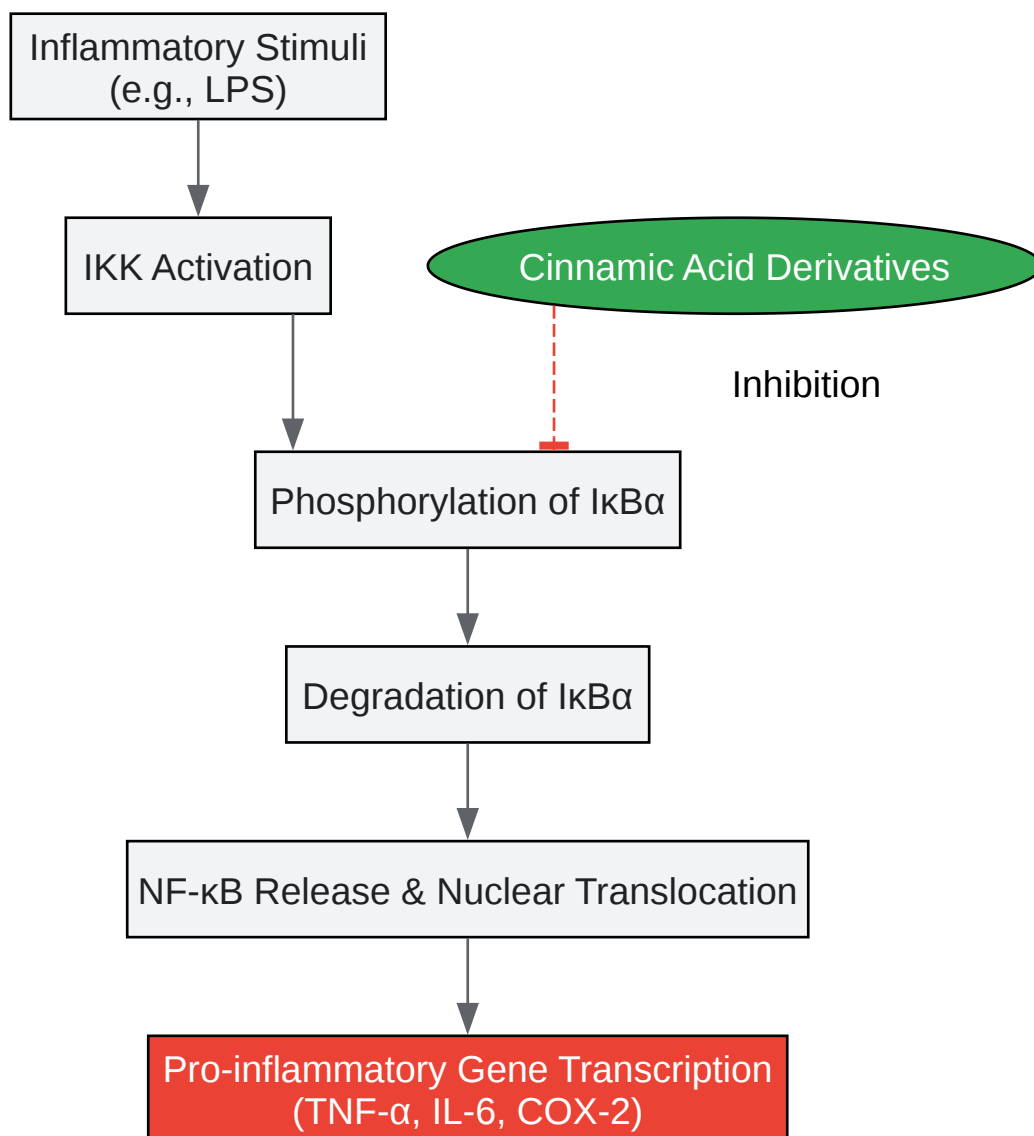 Inflammatory Stimuli
(e.g., LPS)
IKK Activation
Cinnamic Acid Derivatives
Inhibition
Phosphorylation of IκBα
Degradation of IκBα
NF-κB Release & Nuclear Translocation
Pro-inflammatory Gene Transcription
(TNF-α, IL-6, COX-2)